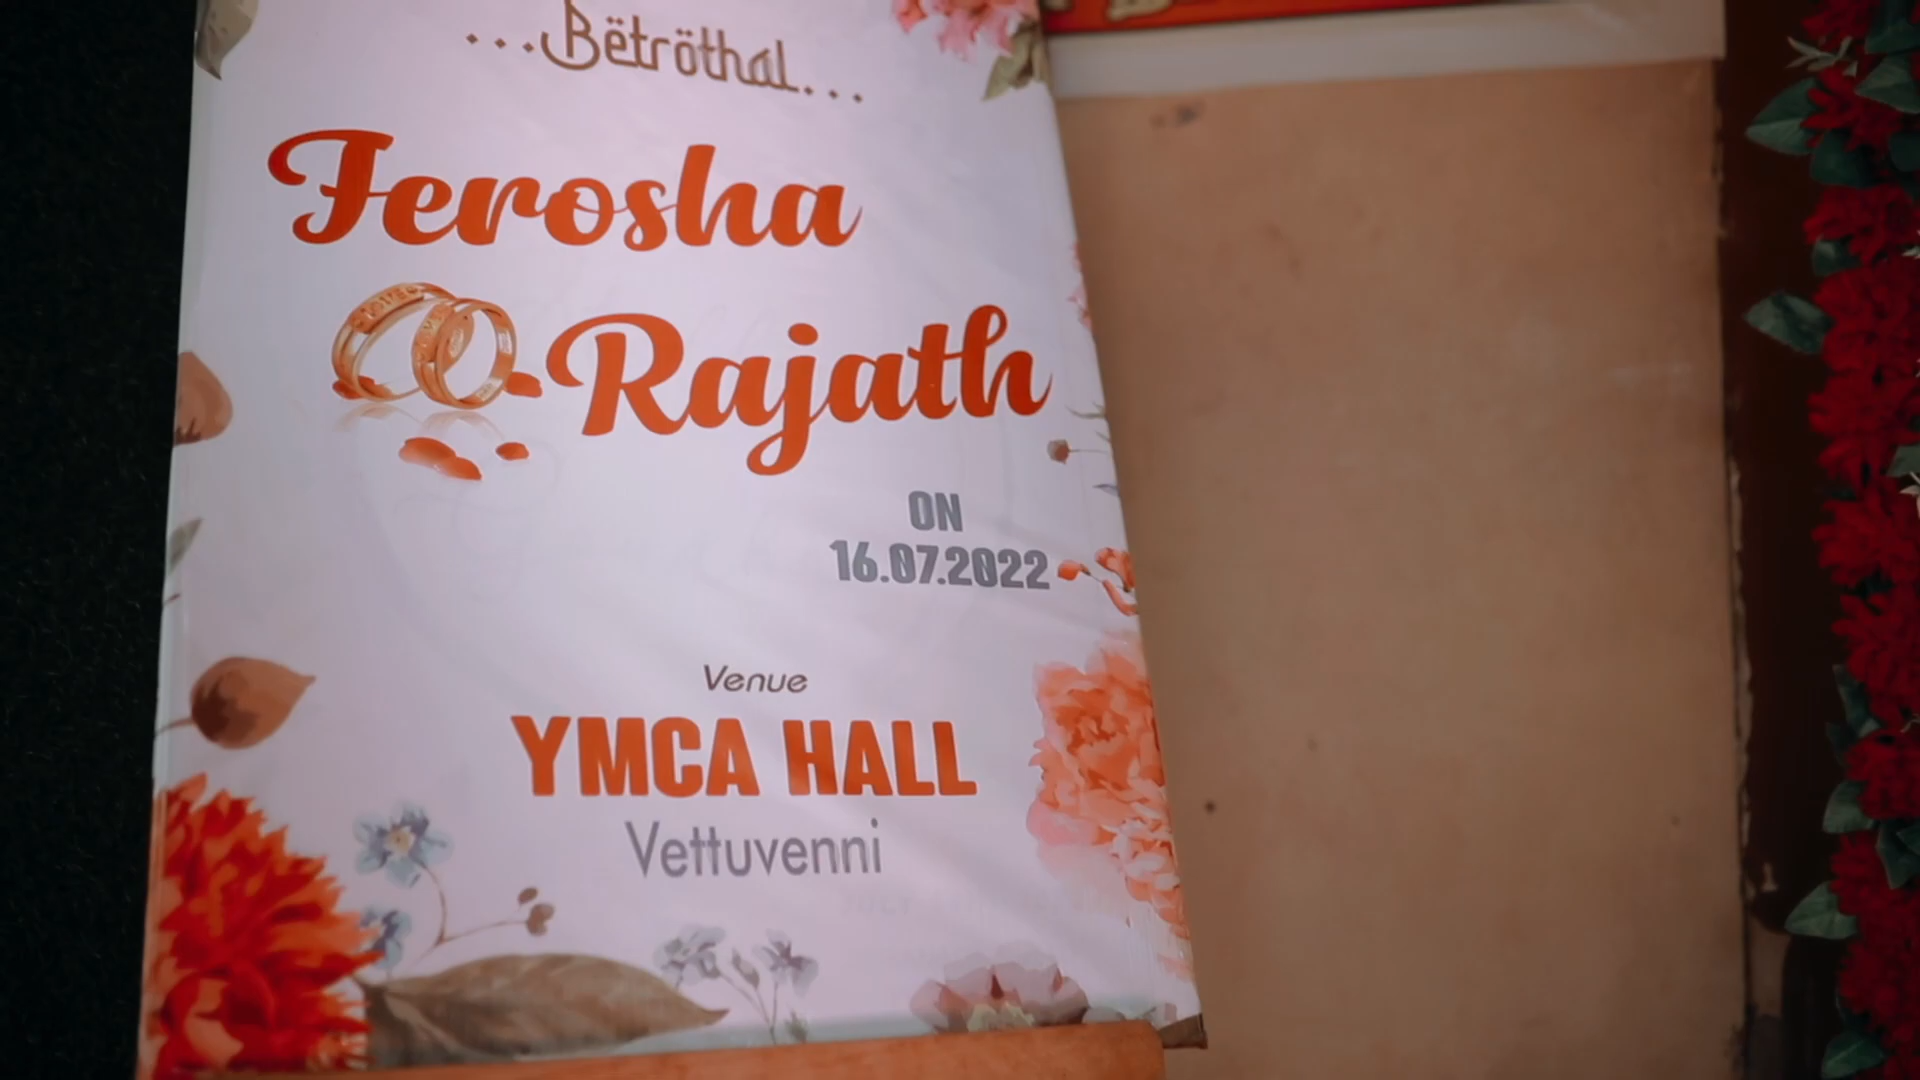 ...Bëtröthal...
Ferosha
Rajath
ON
16.07.2022
Venue
YMCA HALL
Vettuvenni